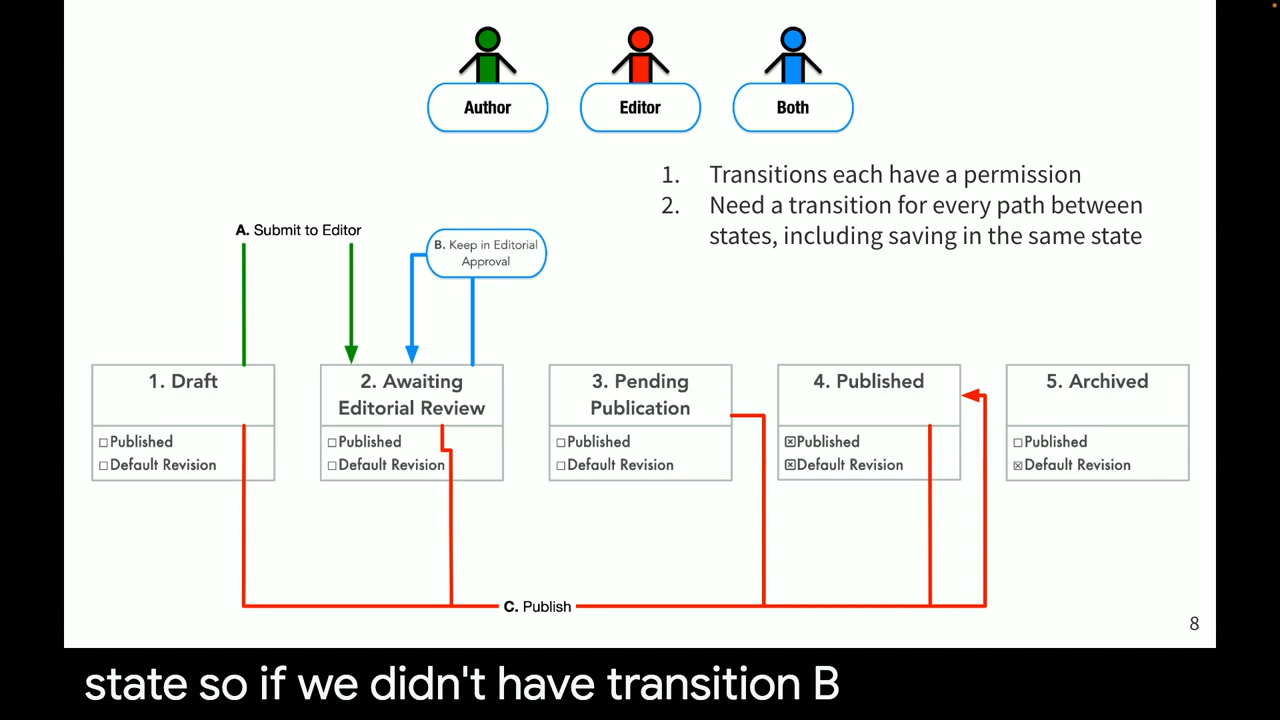 Author
Editor
Both
1. Transitions each have a permission
2. Need a transition for every path between
states, including saving in the same state
A. Submit to Editor
B. Keep in Editorial
Approval
1. Draft
☐ Published
☐ Default Revision
2. Awaiting
Editorial Review
☐ Published
☐ Default Revision
3. Pending
Publication
☐ Published
☐ Default Revision
4. Published
☒ Published
☒ Default Revision
5. Archived
☐ Published
☒ Default Revision
C. Publish
8
state so if we didn't have transition B